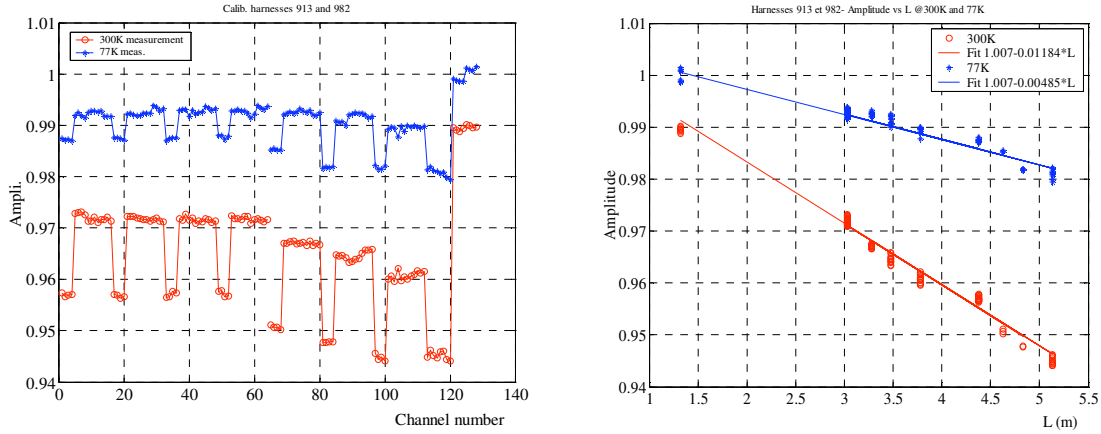 Calib. harnesses 913 and 982
1.01
1
0.99
0.98
0.97
0.96
0.95
0.94
Ampli.
300K measurement
77K meas.
0 20 40 60 80 100 120 140
Channel number
Harnesses 913 et 982- Amplitude vs L @300K and 77K
1.01
1
0.99
0.98
0.97
0.96
0.95
0.94
Amplitude
300K
Fit 1.007-0.01184*L
77K
Fit 1.007-0.00485*L
1 1.5 2 2.5 3 3.5 4 4.5 5 5.5
L (m)